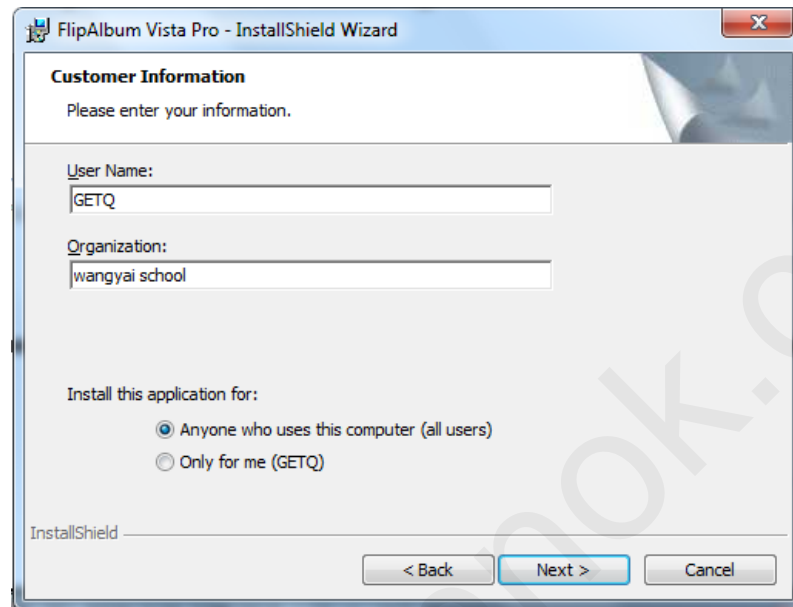 FlipAlbum Vista Pro - InstallShield Wizard
Customer Information
Please enter your information.
User Name:
GETQ
Organization:
wangyai school
Install this application for:
Anyone who uses this computer (all users)
Only for me (GETQ)
InstallShield
< Back Next > Cancel